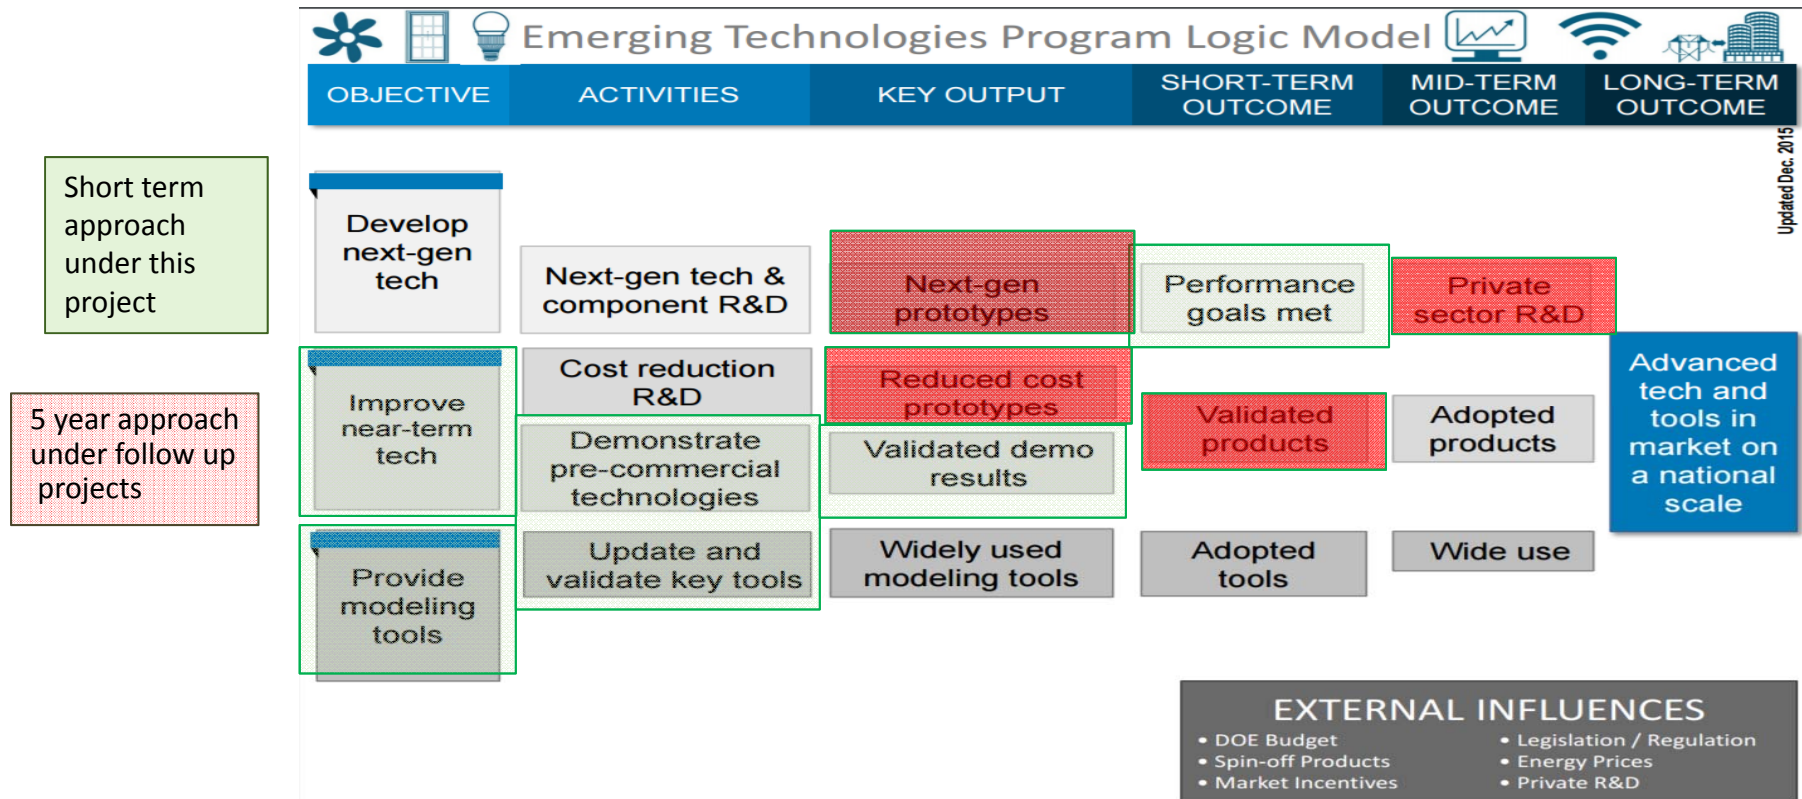 Emerging Technologies Program Logic Model
OBJECTIVE
ACTIVITIES
KEY OUTPUT
SHORT-TERM
OUTCOME
MID-TERM
OUTCOME
LONG-TERM
OUTCOME
Updated Dec. 2015
Short term
approach
under this
project
5 year approach
under follow up
projects
Develop
next-gen
tech
Next-gen tech &
component R&D
Next-gen
prototypes
Performance
goals met
Private
sector R&D
Improve
near-term
tech
Cost reduction
R&D
Reduced cost
prototypes
Demonstrate
pre-commercial
technologies
Validated demo
results
Validated
products
Adopted
products
Advanced
tech and
tools in
market on
a national
scale
Provide
modeling
tools
Update and
validate key tools
Widely used
modeling tools
Adopted
tools
Wide use
EXTERNAL INFLUENCES
• DOE Budget
• Spin-off Products
• Market Incentives
• Legislation / Regulation
• Energy Prices
• Private R&D